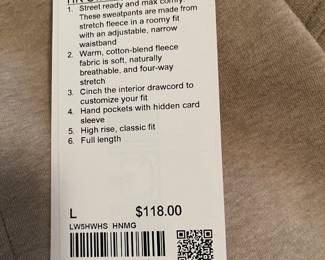 1. Street ready and max comfy
These sweatpants are made from
stretch fleece in a roomy fit
with an adjustable, narrow
waistband
2. Warm, cotton-blend fleece
fabric is soft, naturally
breathable, and four-way
stretch
3. Cinch the interior drawcord to
customize your fit
4. Hand pockets with hidden card
sleeve
5. High rise, classic fit
6. Full length
L $118.00
LW5HWHS HNMG